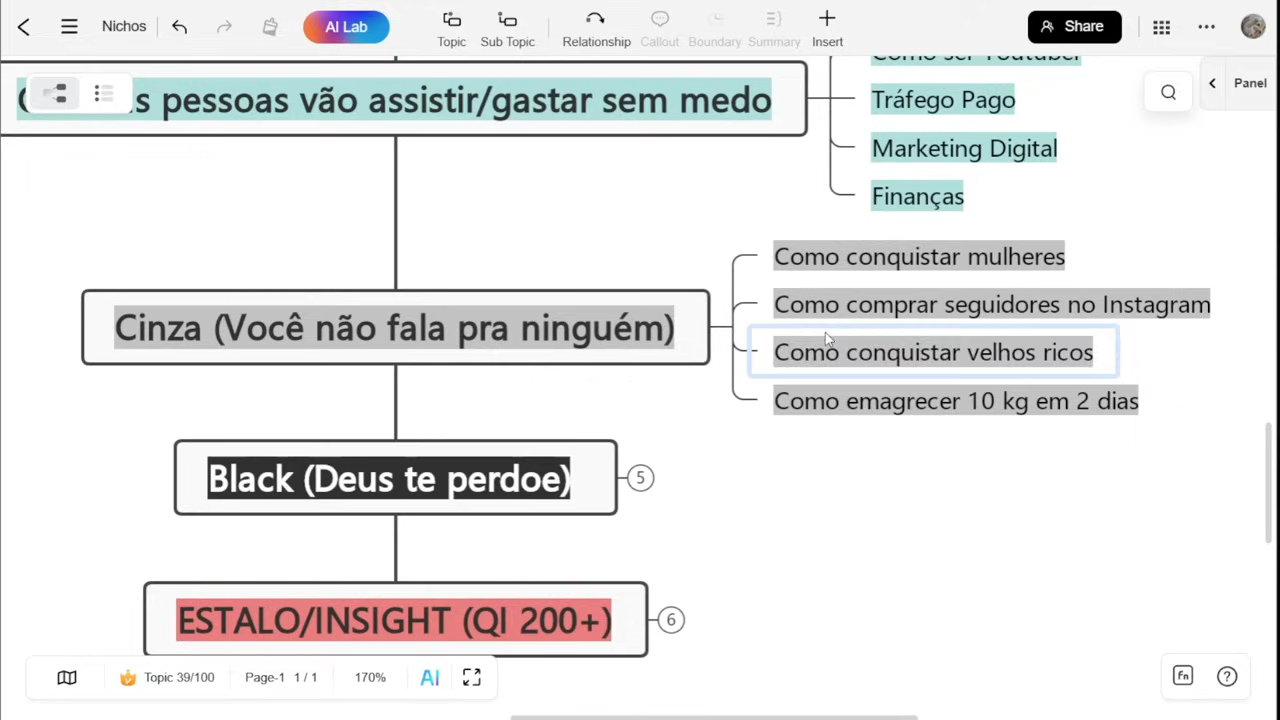 Nichos
AI Lab
Topic
Sub Topic
Relationship
Callout
Boundary
Summary
Insert
Share
Panel
Como ser Youtuber
s pessoas vão assistir/gastar sem medo
Tráfego Pago
Marketing Digital
Finanças
Como conquistar mulheres
Como comprar seguidores no Instagram
Cinza (Você não fala pra ninguém)
Como conquistar velhos ricos
Como emagrecer 10 kg em 2 dias
Black (Deus te perdoe)
5
ESTALO/INSIGHT (QI 200+)
6
Topic 39/100
Page-1 1 / 1
170%
AI
fn
?